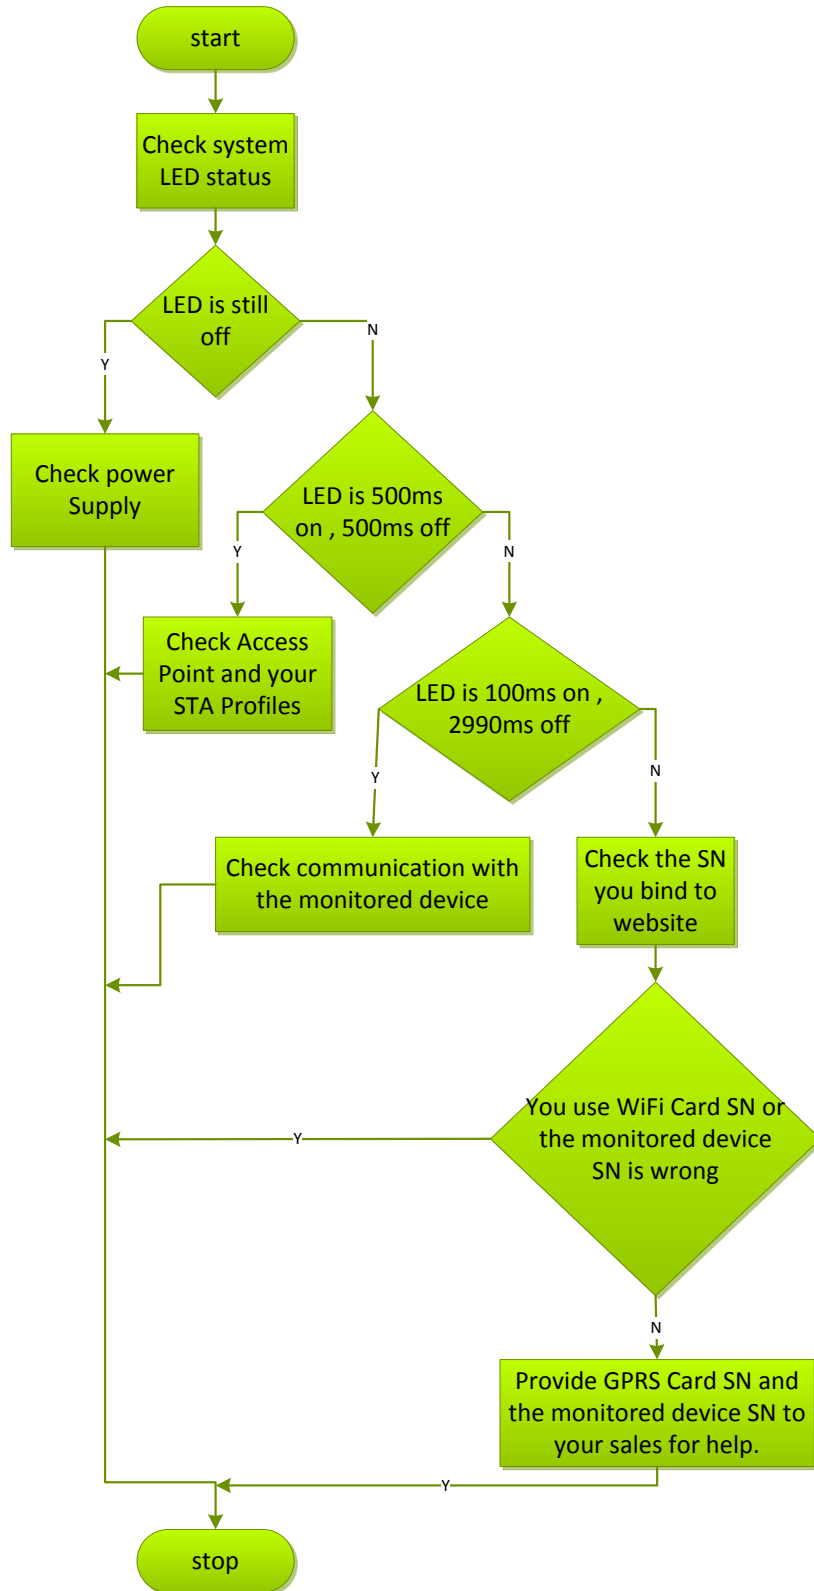 start
Check system
LED status
LED is still
off
N
Y
Check power
Supply
LED is 500ms
on , 500ms off
Y
N
Check Access
Point and your
STA Profiles
LED is 100ms on ,
2990ms off
Y
N
Check communication with
the monitored device
Check the SN
you bind to
website
You use WiFi Card SN or
the monitored device
SN is wrong
Y
N
Provide GPRS Card SN and
the monitored device SN to
your sales for help.
Y
stop